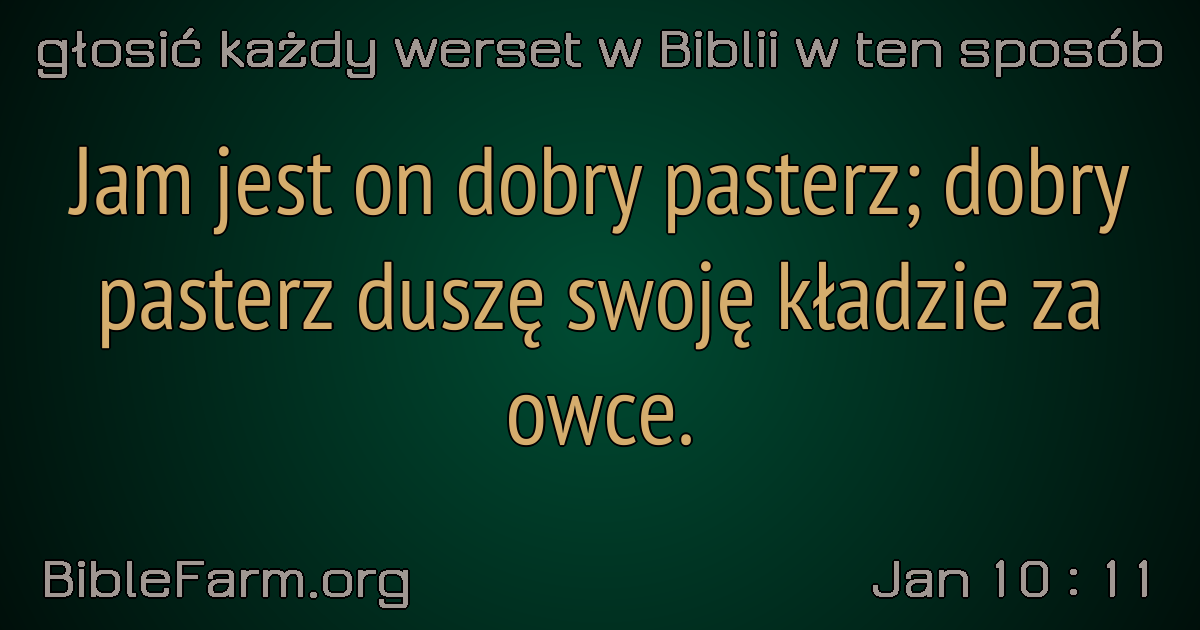 głosić każdy werset w Biblii w ten sposób
Jam jest on dobry pasterz; dobry
pasterz duszę swoję kładzie za
owce.
BibleFarm.org
Jan 10 : 11